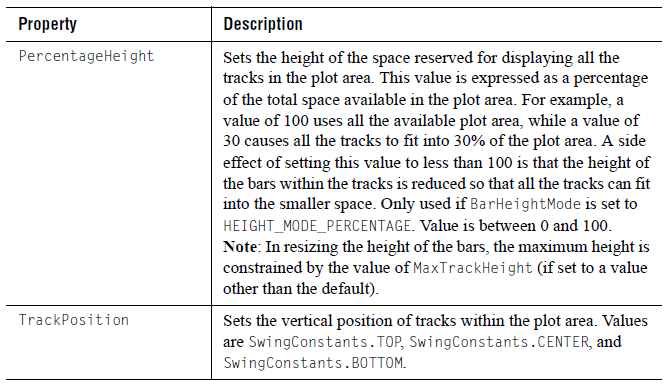 Property Description
PercentageHeight Sets the height of the space reserved for displaying all the
tracks in the plot area. This value is expressed as a percentage
of the total space available in the plot area. For example, a
value of 100 uses all the available plot area, while a value of
30 causes all the tracks to fit into 30% of the plot area. A side
effect of setting this value to less than 100 is that the height of
the bars within the tracks is reduced so that all the tracks can fit
into the smaller space. Only used if BarHeightMode is set to
HEIGHT_MODE_PERCENTAGE. Value is between 0 and 100.
Note: In resizing the height of the bars, the maximum height is
constrained by the value of MaxTrackHeight (if set to a value
other than the default).
TrackPosition Sets the vertical position of tracks within the plot area. Values
are SwingConstants.TOP, SwingConstants.CENTER, and
SwingConstants.BOTTOM.